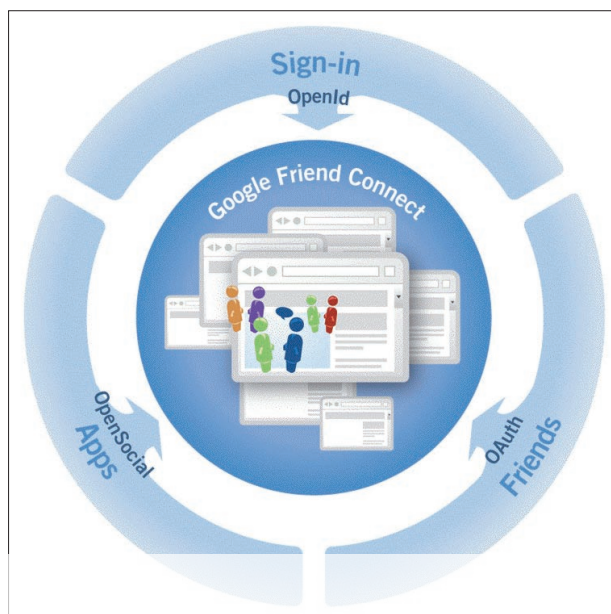 Sign-in
OpenId
Google Friend Connect
OpenSocial
Apps
OAuth
Friends